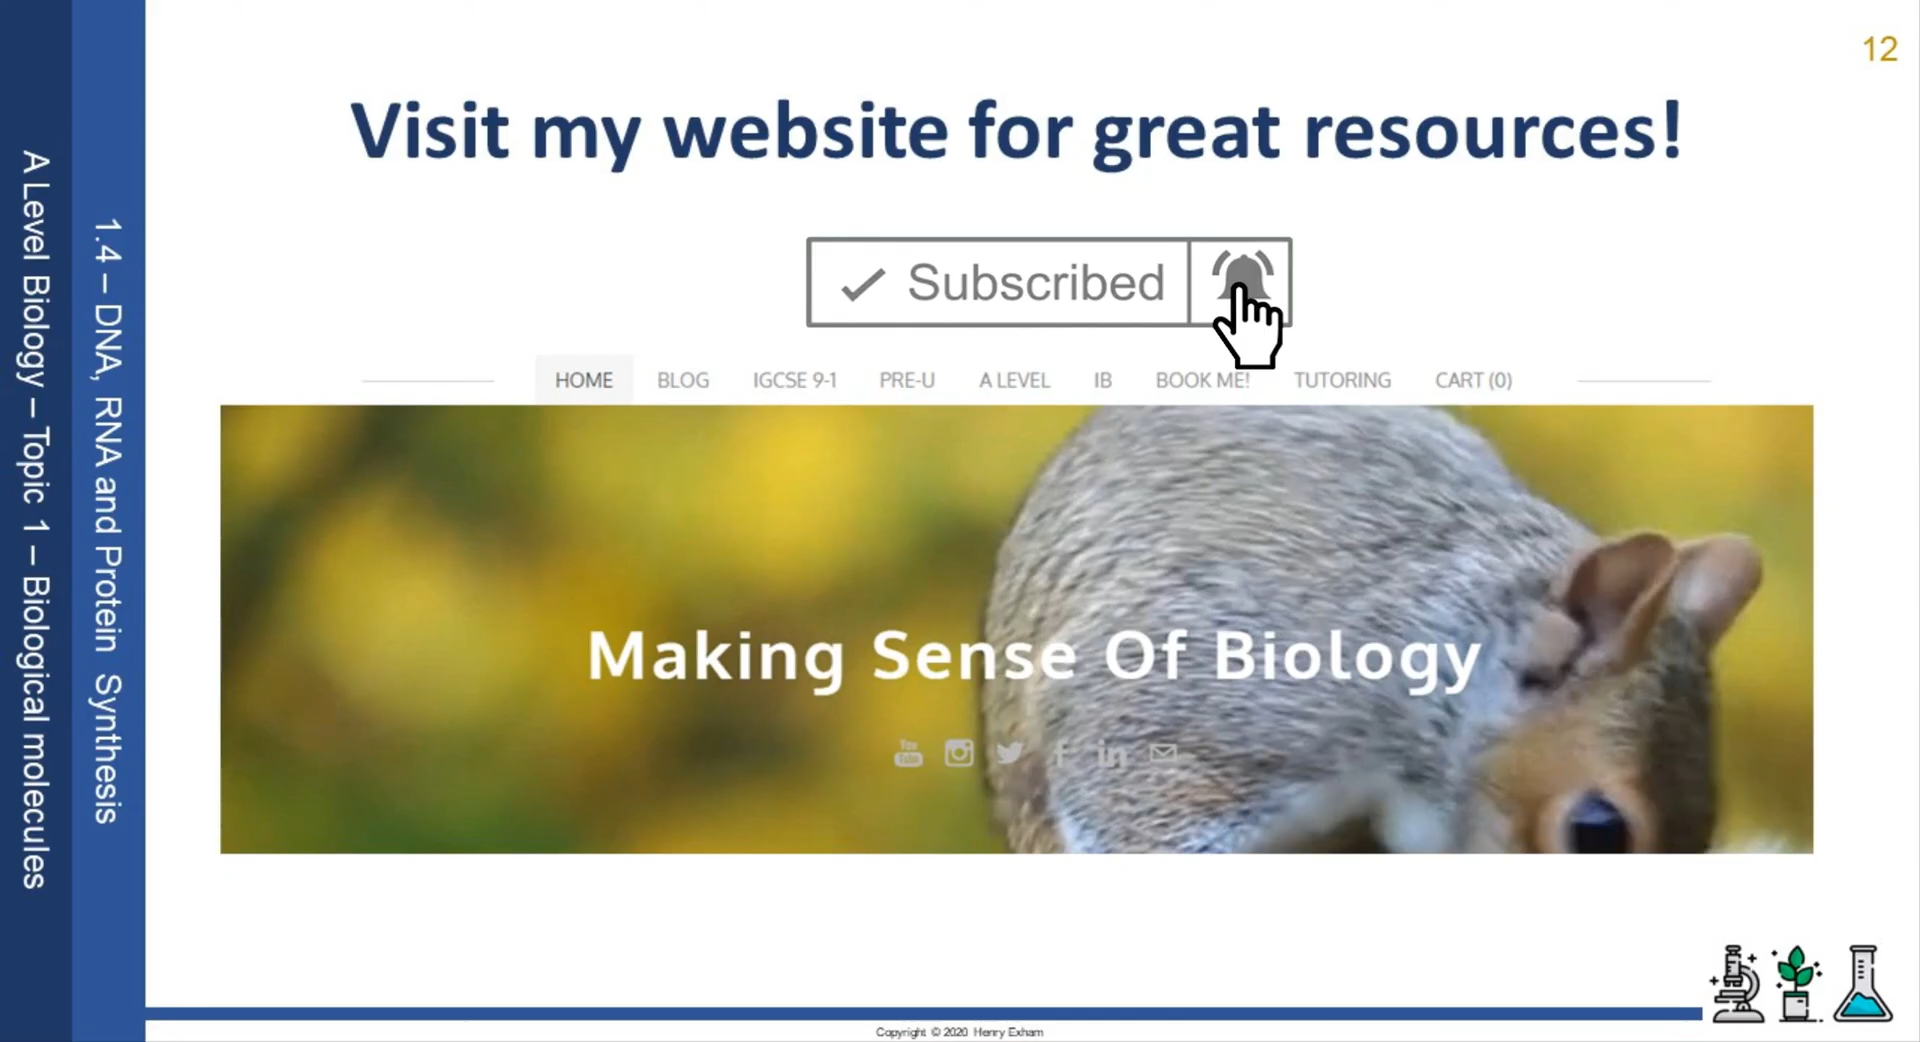 12
Visit my website for great resources!
Subscribed
HOME BLOG IGCSE 9-1 PRE-U A LEVEL IB BOOK ME! TUTORING CART (0)
Making Sense Of Biology
You Tube
A Level Biology – Topic 1 – Biological molecules
1.4 – DNA, RNA and Protein Synthesis
Copyright © 2020 Henry Exham